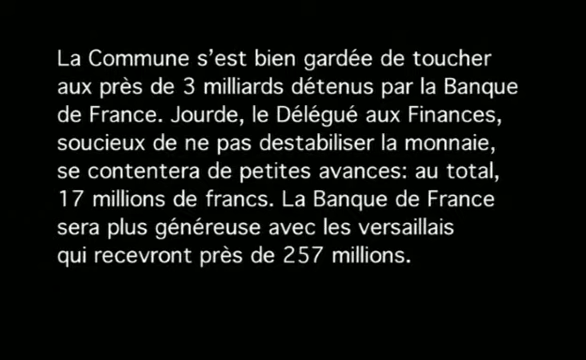 La Commune s'est bien gardée de toucher
aux près de 3 milliards détenus par la Banque
de France. Jourde, le Délégué aux Finances,
soucieux de ne pas destabiliser la monnaie,
se contentera de petites avances: au total,
17 millions de francs. La Banque de France
sera plus généreuse avec les versaillais
qui recevront près de 257 millions.